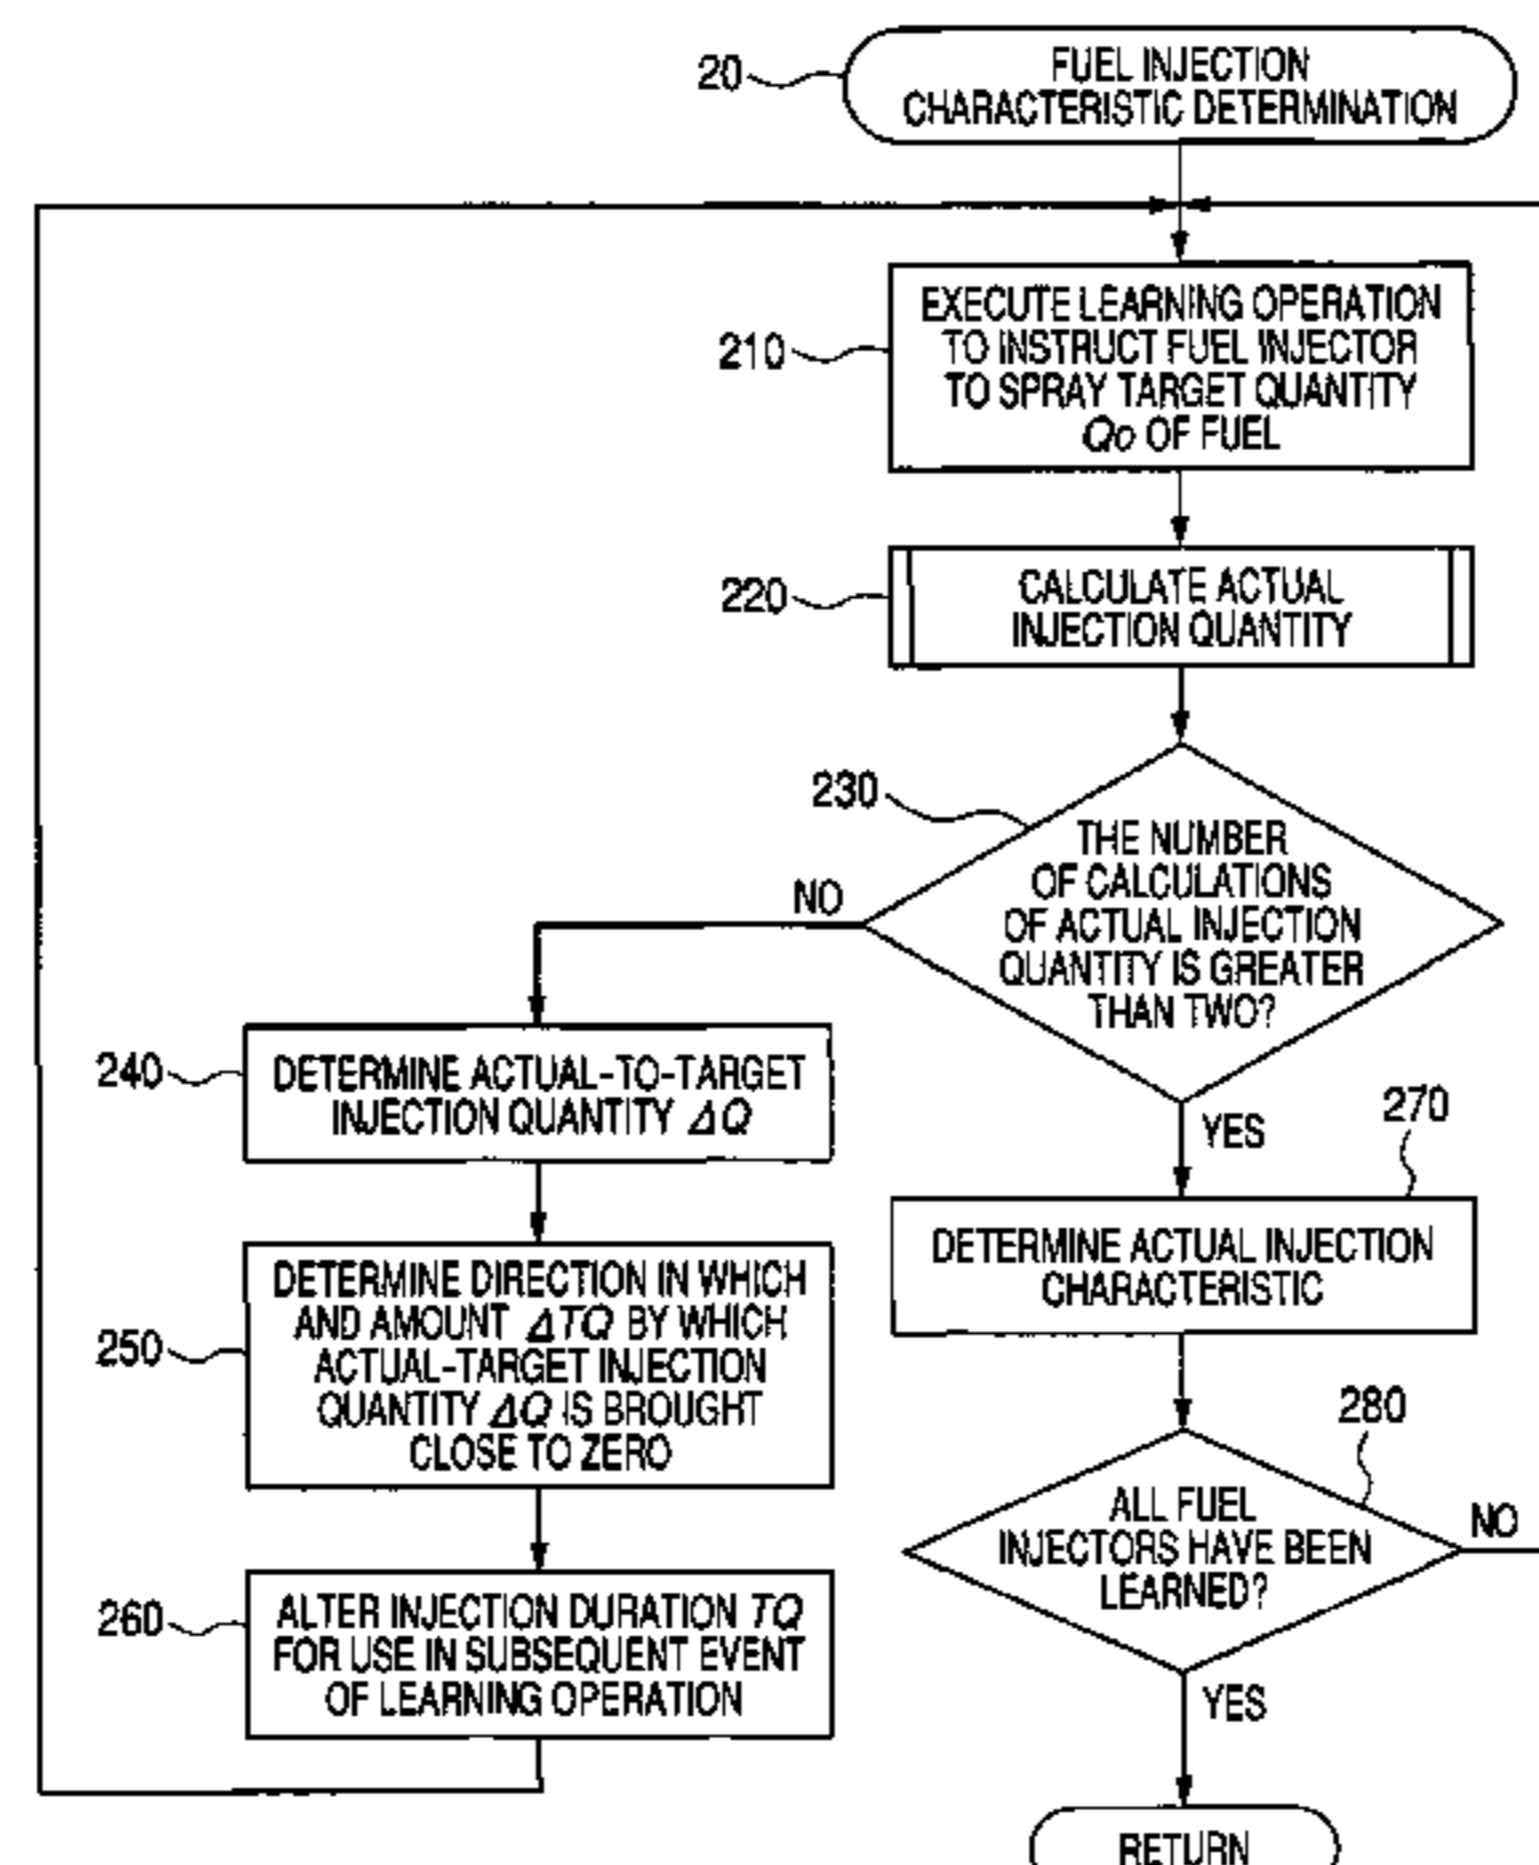 20
FUEL INJECTION
CHARACTERISTIC DETERMINATION
210
EXECUTE LEARNING OPERATION
TO INSTRUCT FUEL INJECTOR
TO SPRAY TARGET QUANTITY
Qo OF FUEL
220
CALCULATE ACTUAL
INJECTION QUANTITY
230
THE NUMBER
OF CALCULATIONS
OF ACTUAL INJECTION
QUANTITY IS GREATER
THAN TWO?
NO
YES
240
DETERMINE ACTUAL-TO-TARGET
INJECTION QUANTITY ΔQ
250
DETERMINE DIRECTION IN WHICH
AND AMOUNT ΔTQ BY WHICH
ACTUAL-TARGET INJECTION
QUANTITY ΔQ IS BROUGHT
CLOSE TO ZERO
260
ALTER INJECTION DURATION TQ
FOR USE IN SUBSEQUENT EVENT
OF LEARNING OPERATION
270
DETERMINE ACTUAL INJECTION
CHARACTERISTIC
280
ALL FUEL
INJECTORS HAVE BEEN
LEARNED?
NO
YES
RETURN